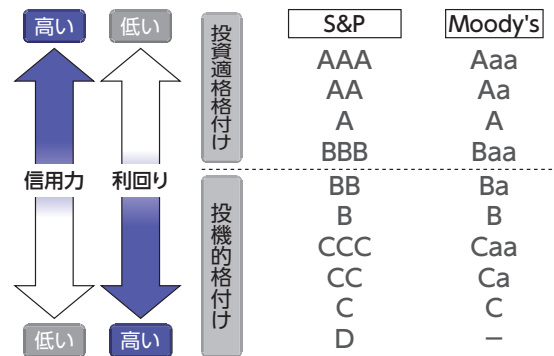 高い 低い
信用力 利回り
低い 高い
投資適格格付け
投機的格付け
S&P Moody's
AAA Aaa
AA Aa
A A
BBB Baa
BB Ba
B B
CCC Caa
CC Ca
C C
D －